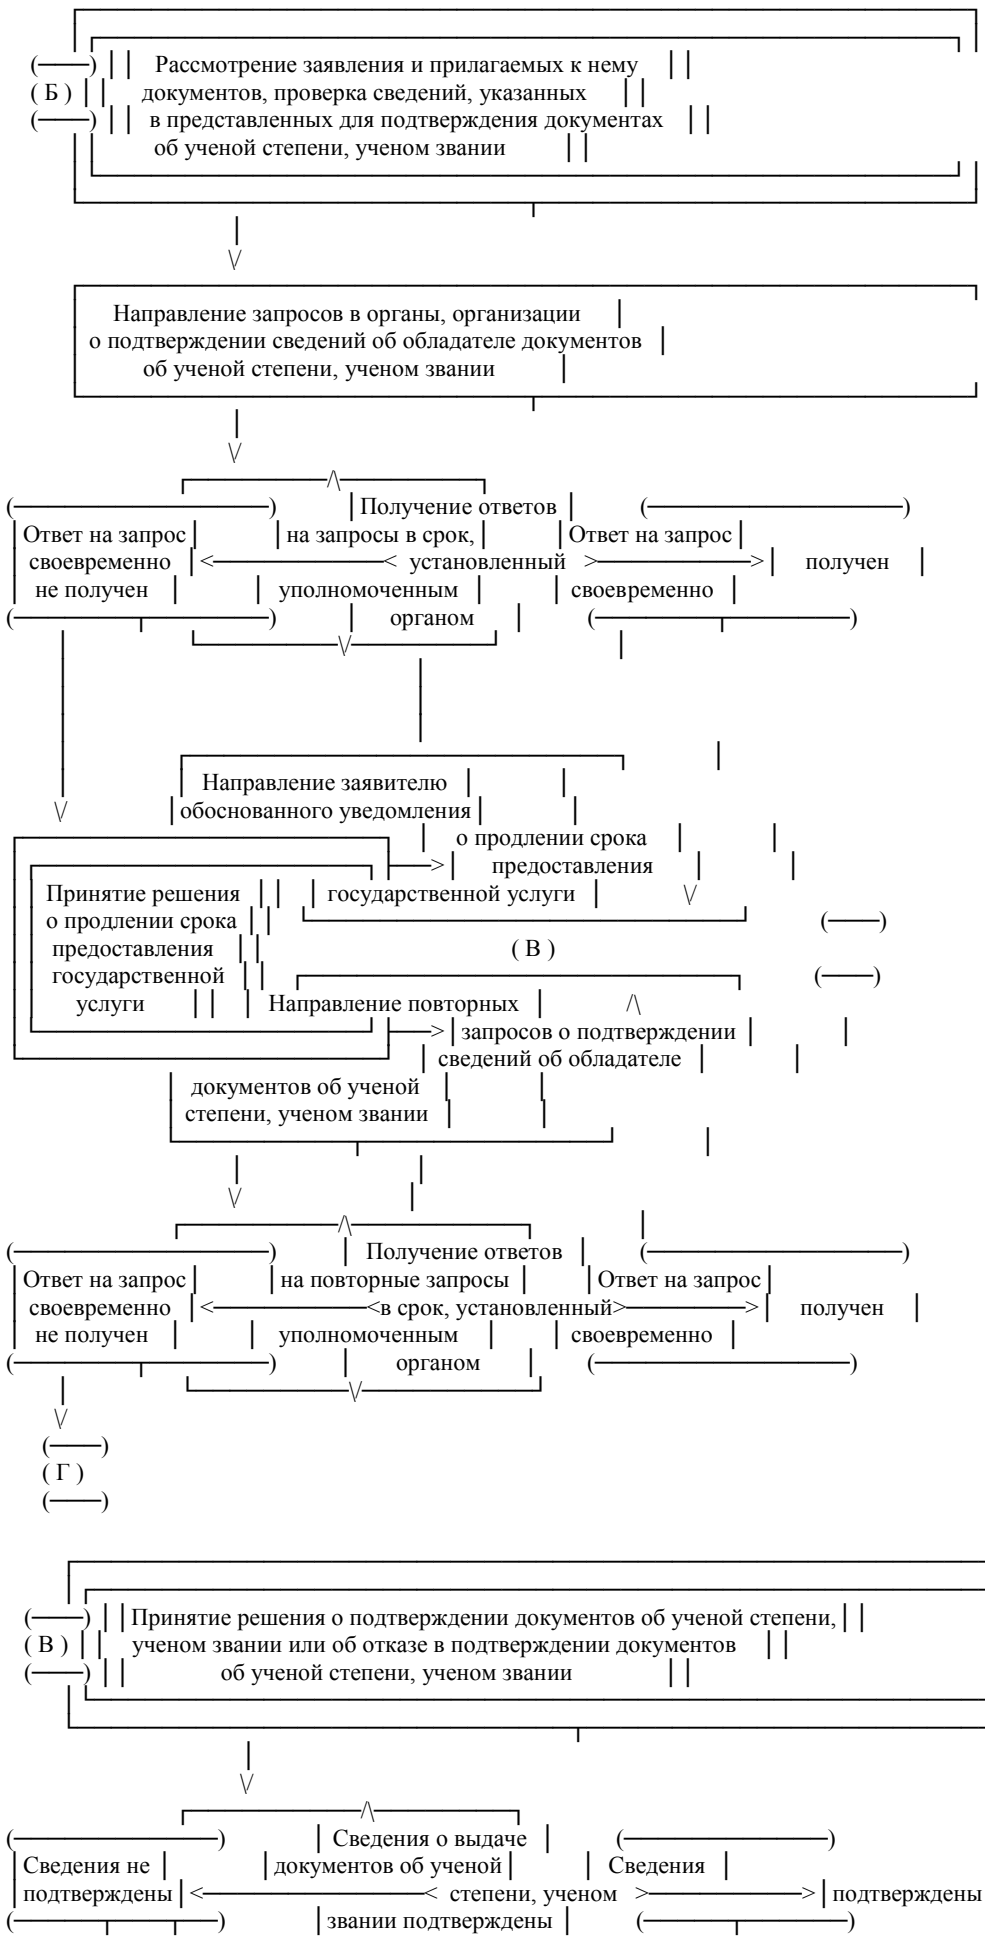 Рассмотрение заявления и прилагаемых к нему
( Б ) документов, проверка сведений, указанных
в представленных для подтверждения документах
об ученой степени, ученом звании
Направление запросов в органы, организации
о подтверждении сведений об обладателе документов
об ученой степени, ученом звании
Получение ответов
Ответ на запрос на запросы в срок, Ответ на запрос
своевременно < < установленный > > получен
не получен уполномоченным своевременно
органом
Направление заявителю
обоснованного уведомления
о продлении срока
> предоставления
Принятие решения государственной услуги
о продлении срока
предоставления ( В )
государственной
услуги Направление повторных
> запросов о подтверждении
сведений об обладателе
документов об ученой
степени, ученом звании
Получение ответов
Ответ на запрос на повторные запросы Ответ на запрос
своевременно < <в срок, установленный> > получен
не получен уполномоченным своевременно
органом
( Г )
Принятие решения о подтверждении документов об ученой степени,
( В ) ученом звании или об отказе в подтверждении документов
об ученой степени, ученом звании
Сведения о выдаче
Сведения не документов об ученой Сведения
подтверждены < < степени, ученом > > подтверждены
звании подтверждены